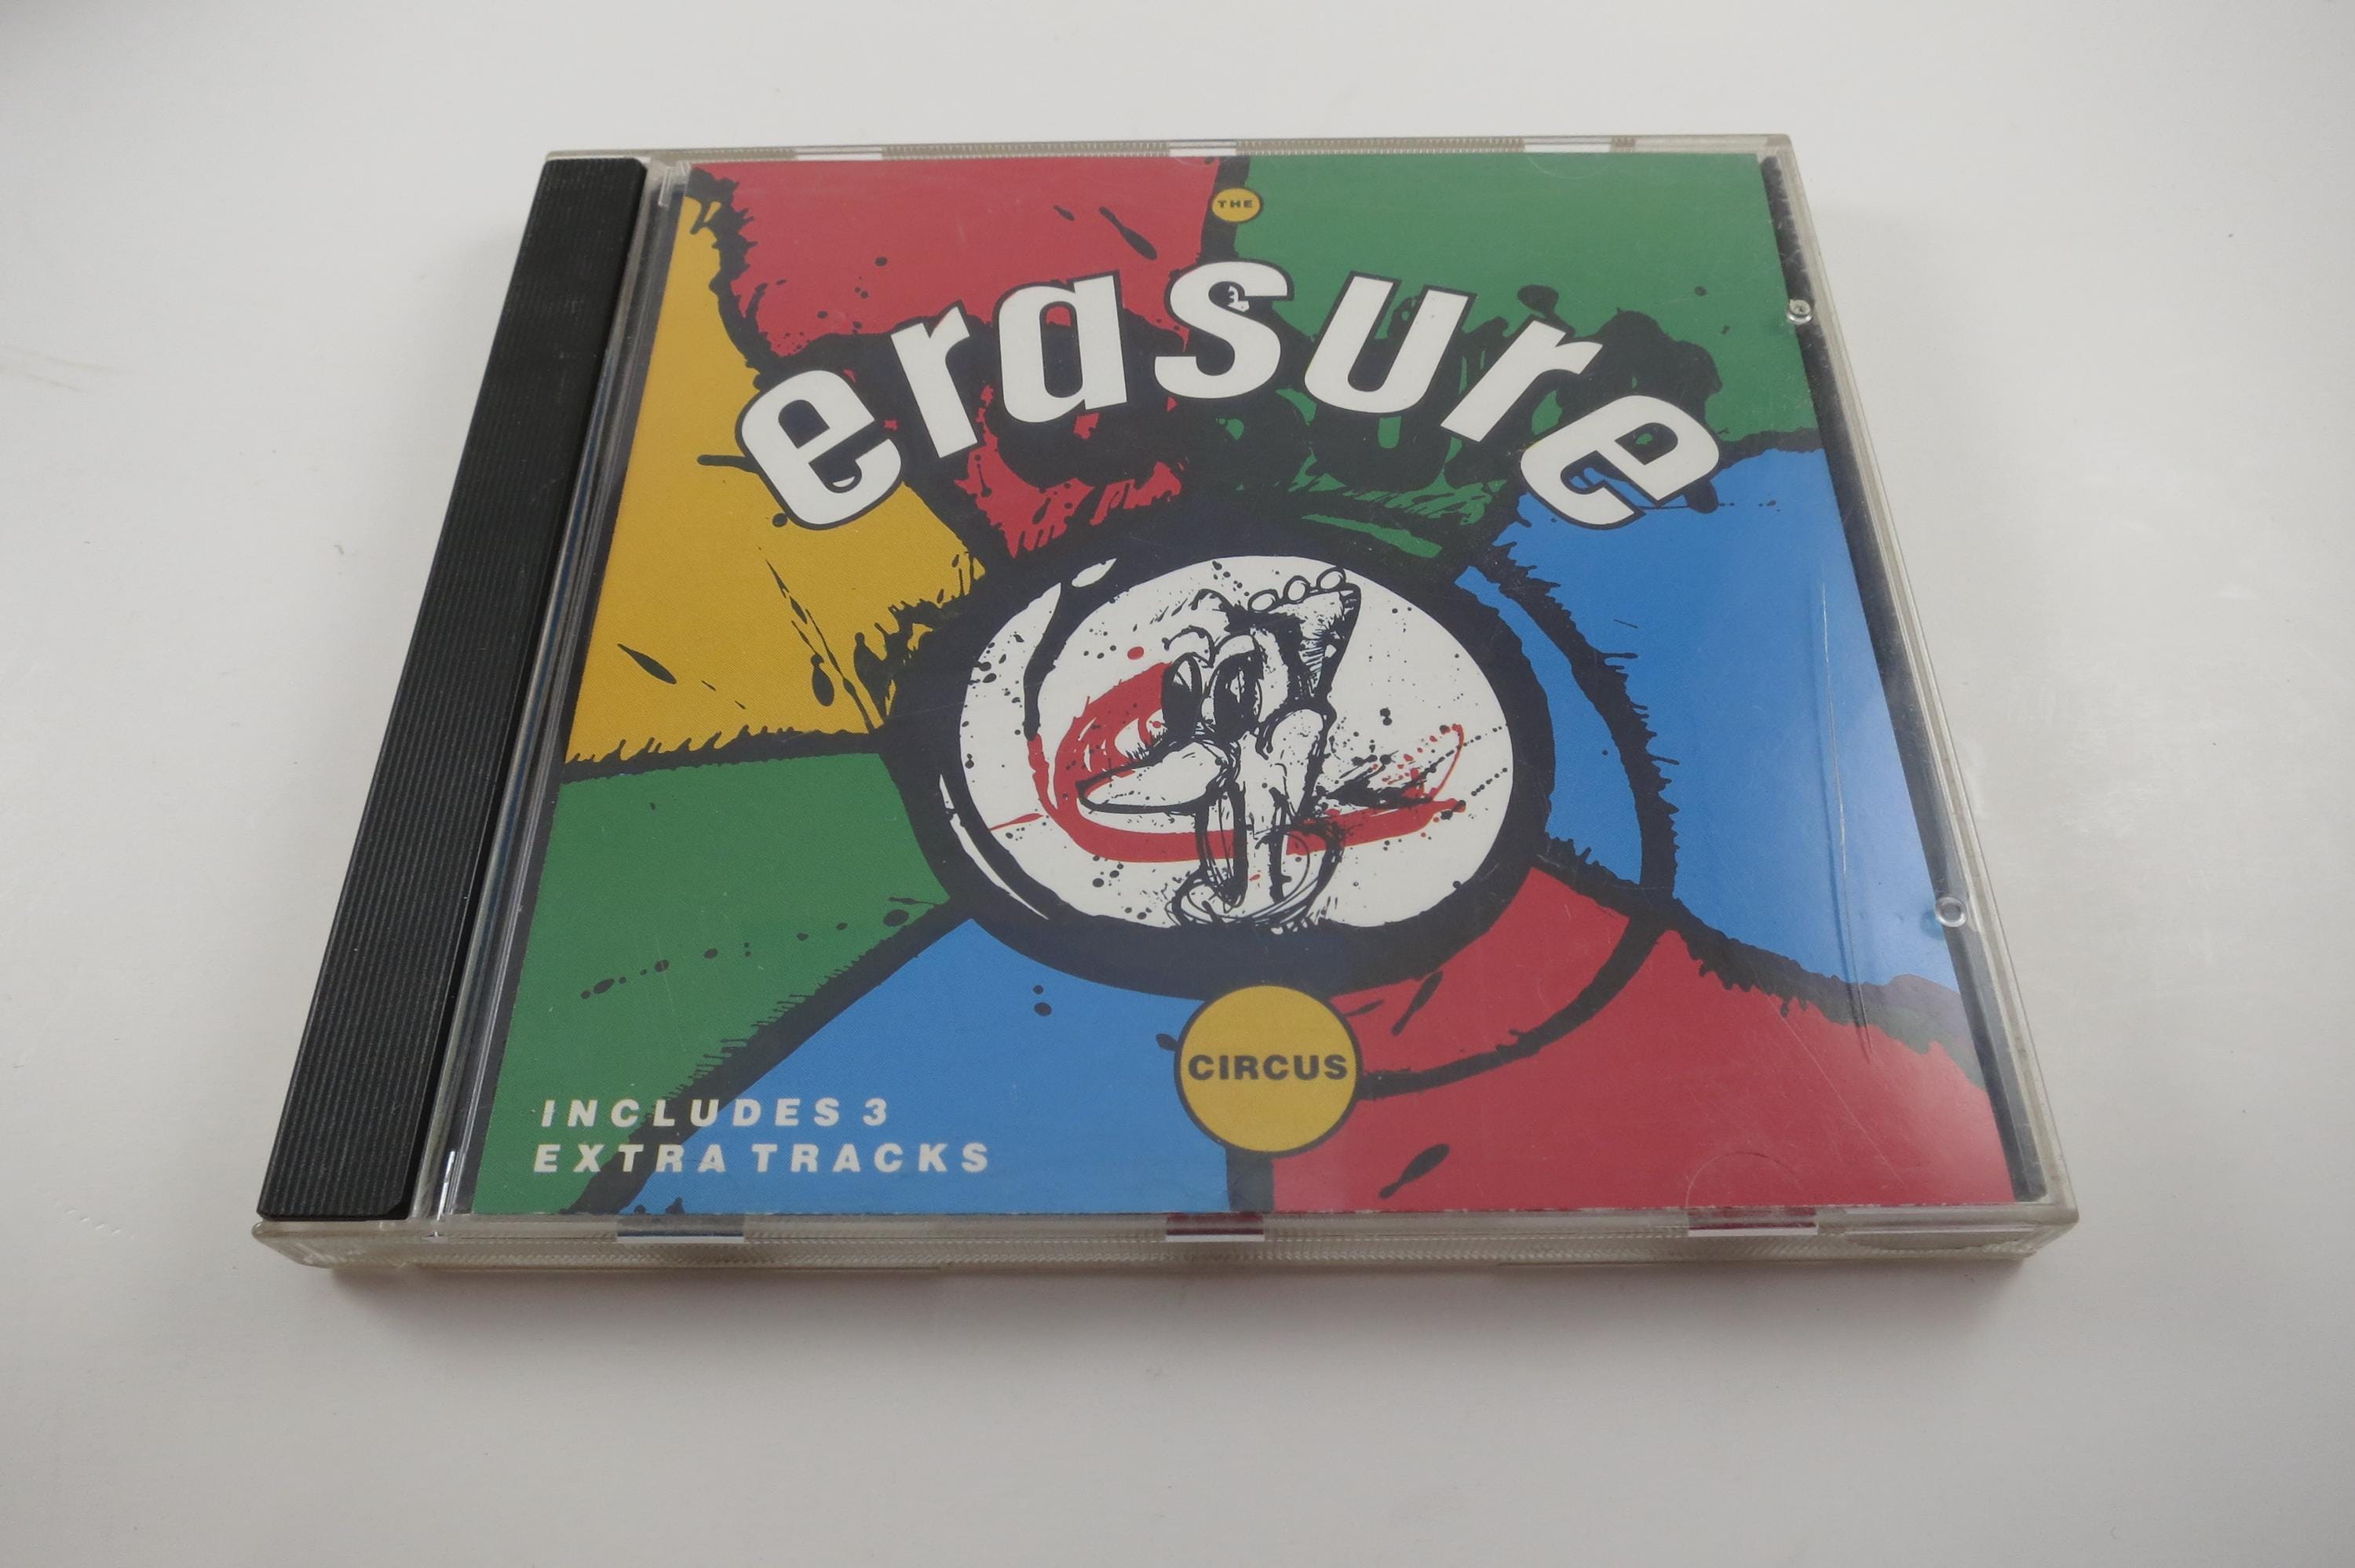 THE
erasure
CIRCUS
INCLUDES 3
EXTRA TRACKS